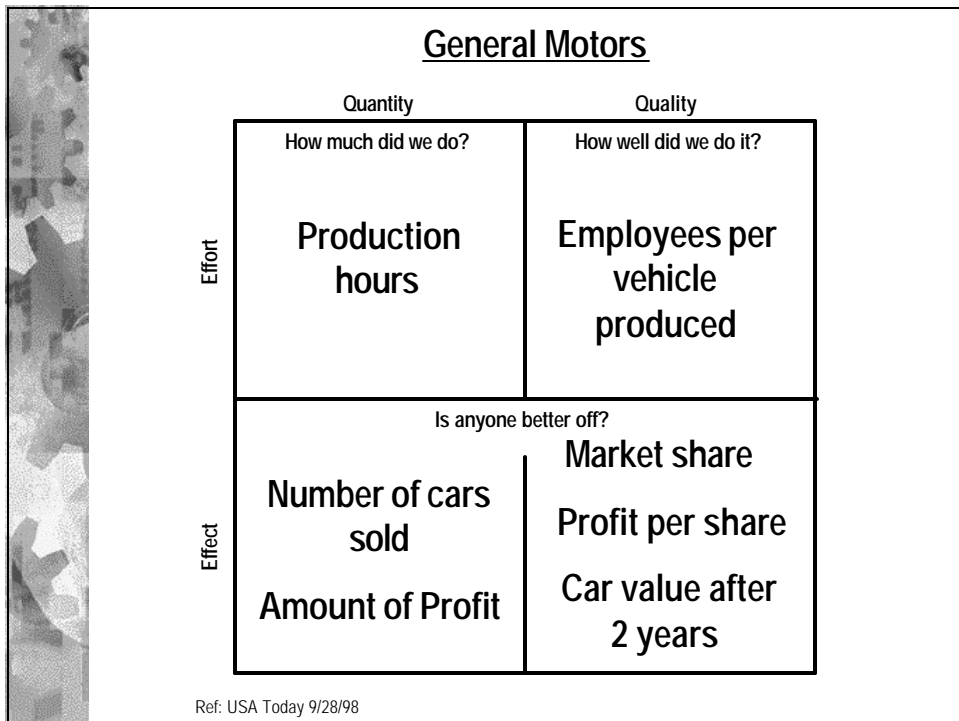 General Motors
Quantity
Quality
How much did we do?
How well did we do it?
Effort
Production
hours
Employees per
vehicle
produced
Is anyone better off?
Effect
Number of cars
sold
Amount of Profit
Market share
Profit per share
Car value after
2 years
Ref: USA Today 9/28/98